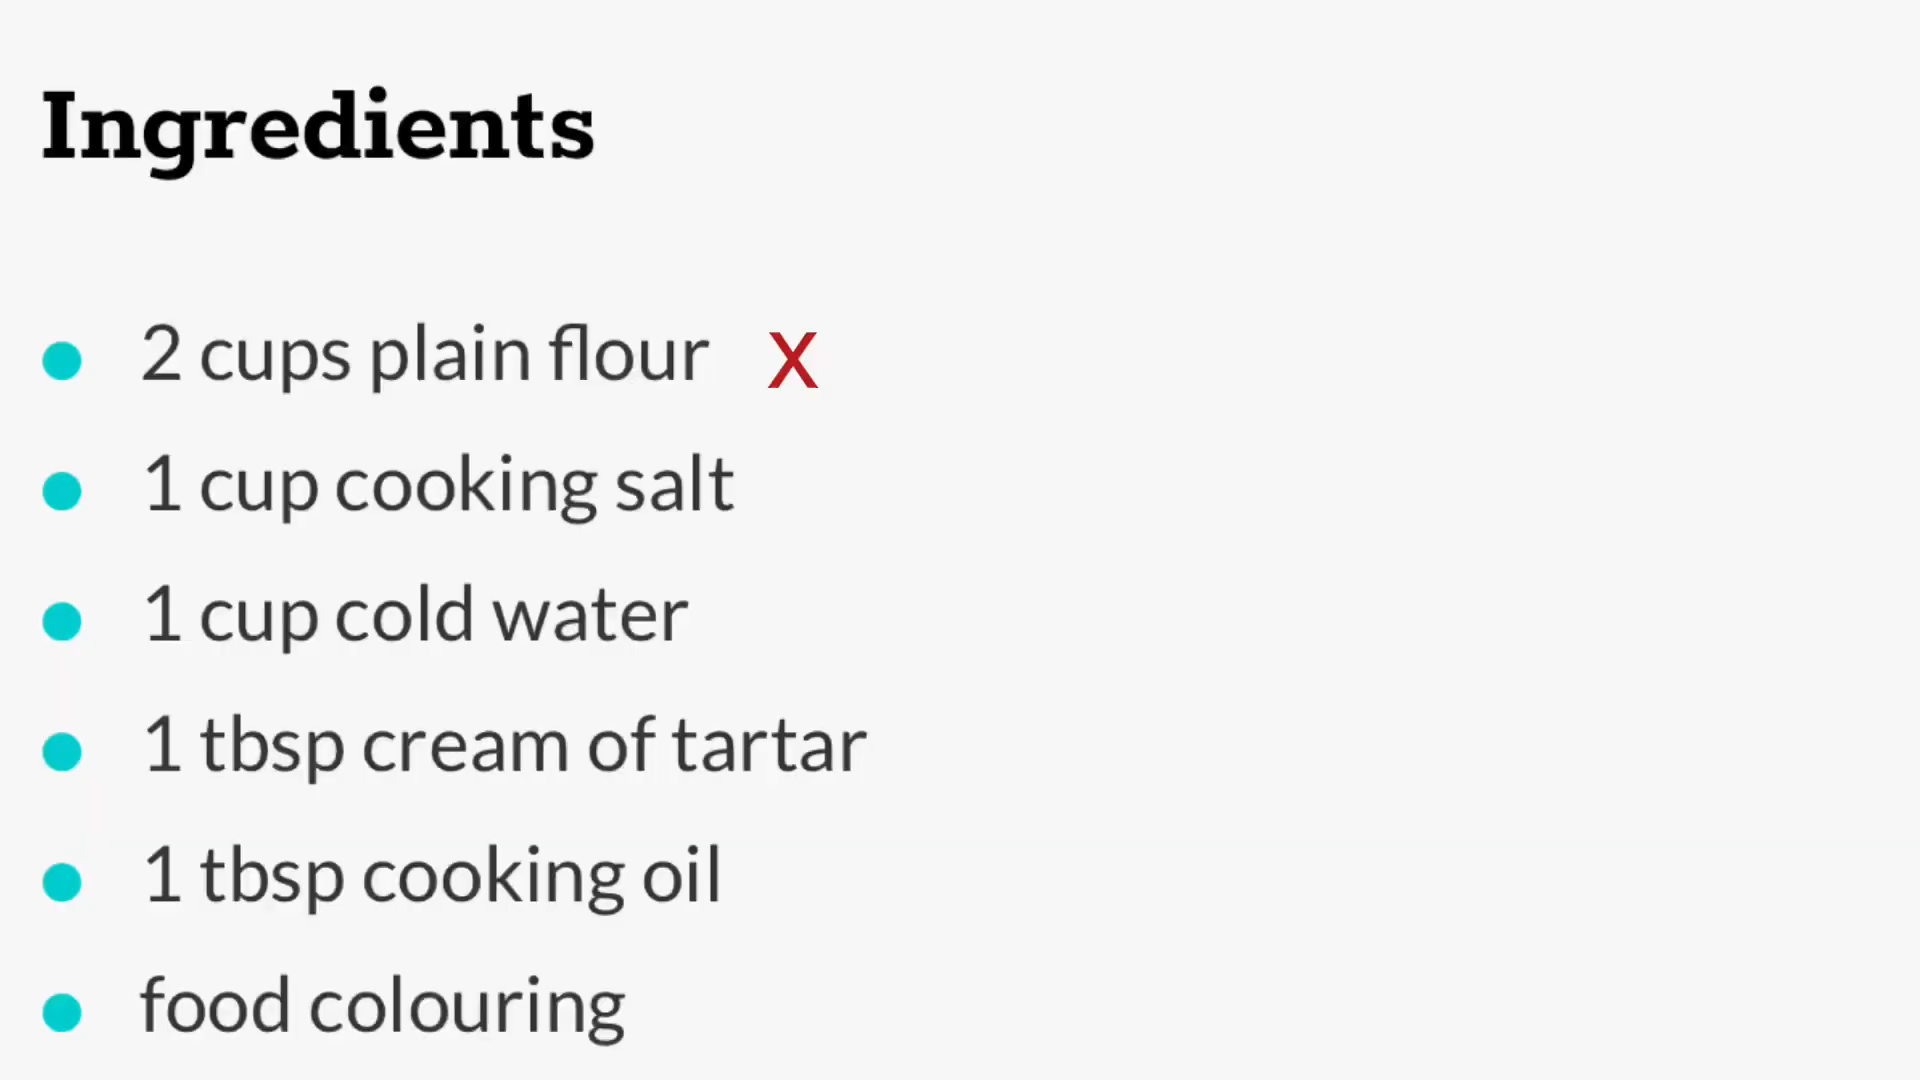 Ingredients
2 cups plain flour X
1 cup cooking salt
1 cup cold water
1 tbsp cream of tartar
1 tbsp cooking oil
food colouring